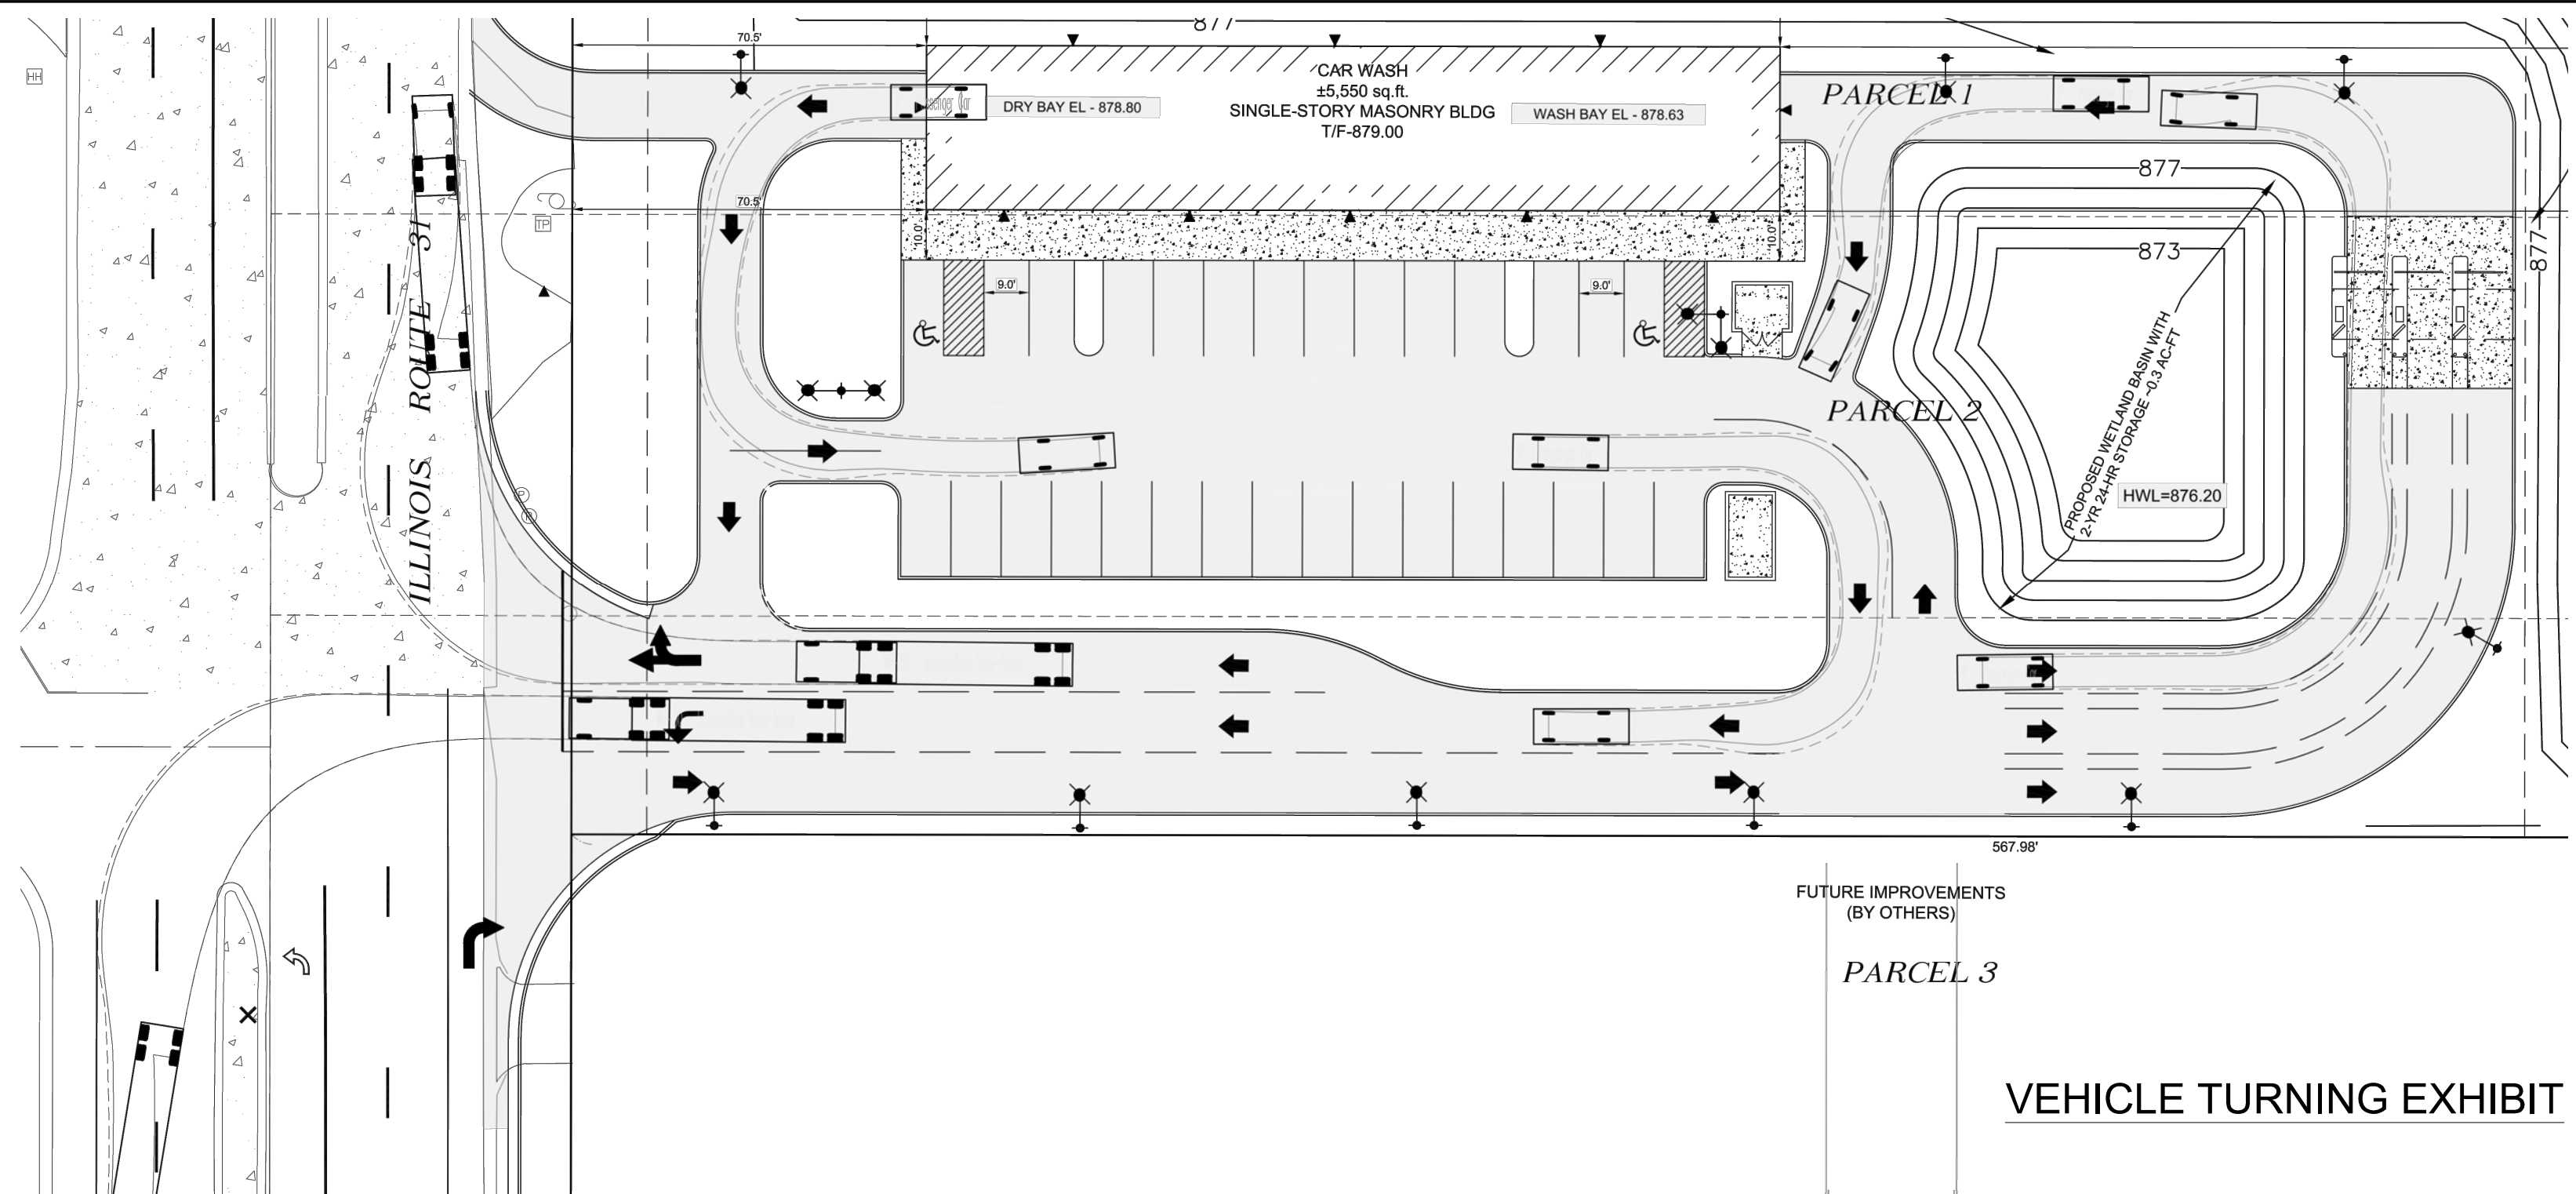 877
70.5'
HH
CAR WASH
±5,550 sq.ft.
SINGLE-STORY MASONRY BLDG
T/F-879.00
DRY BAY EL - 878.80
WASH BAY EL - 878.63
PARCEL 1
877
70.5'
TP
10.0'
10.0'
873
877
9.0'
9.0'
ILLINOIS ROUTE 31
PARCEL 2
PROPOSED WETLAND BASIN WITH
2-YR 24-HR STORAGE ~0.3 AC-FT
HWL=876.20
567.98'
FUTURE IMPROVEMENTS
(BY OTHERS)
PARCEL 3
VEHICLE TURNING EXHIBIT